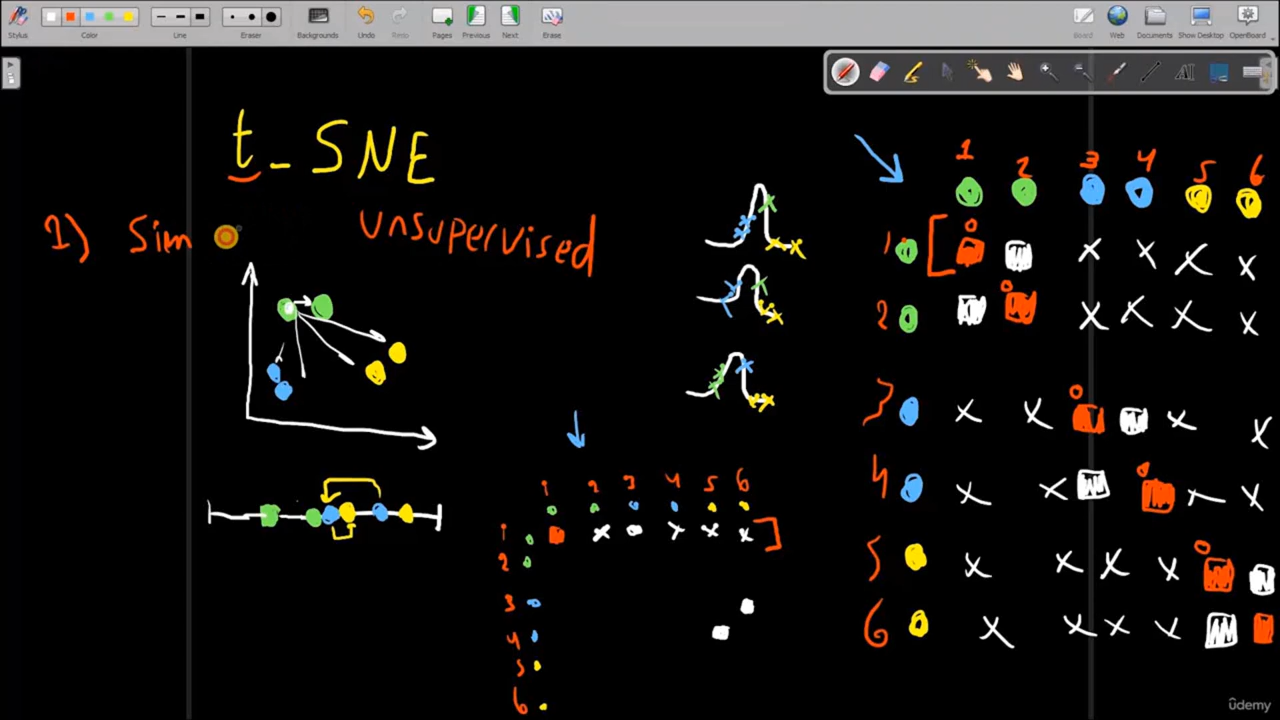 Stylus
Color
Line
Eraser
Backgrounds
Undo
Redo
Pages
Previous
Next
Erase
Board
Web
Documents
Show Desktop
OpenBoard
t-SNE
1) Sim
unsupervised
1 2 3 4 5 6
1 X X X X
2 X X X X
3 X X X X
4 X X X
5 X X X X
6 X X X X
1 2 3 4 5 6
1 X X X X
2
3
4
5
6
ûdemy